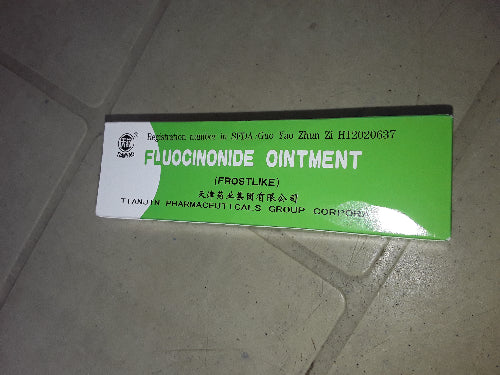 Registration number in SFDA:Guo Yao Zhun Zi H12020637
FLUOCINONIDE OINTMENT
(FROSTLIKE)
天津药业集团有限公司
TIANJIN PHARMACEUTICALS GROUP CORPORA